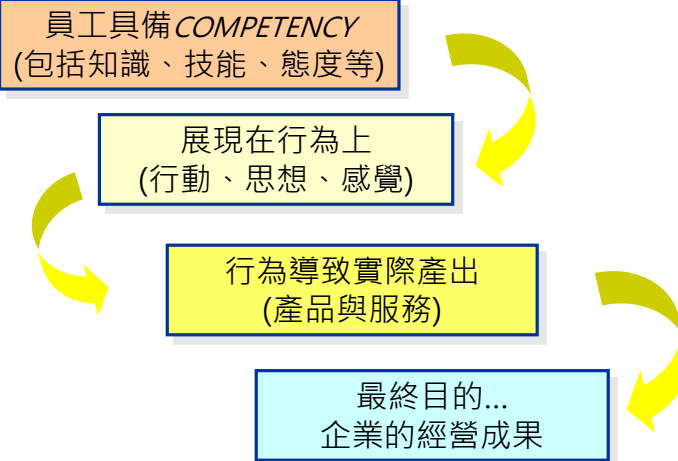 員工具備COMPETENCY
(包括知識、技能、態度等)
展現在行為上
(行動、思想、感覺)
行為導致實際產出
(產品與服務)
最終目的...
企業的經營成果